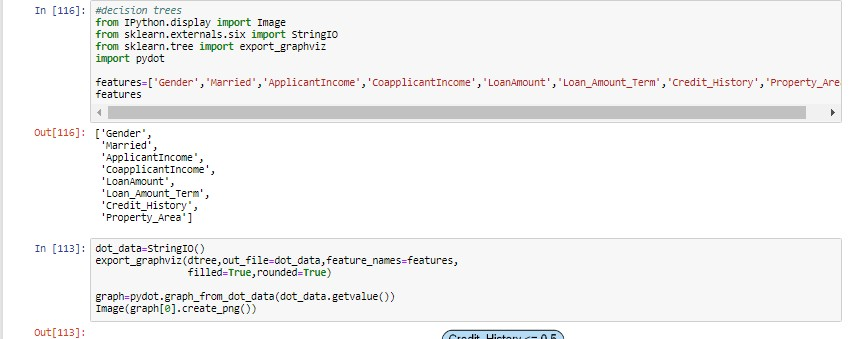 In [116]: #decision trees
from IPython.display import Image
from sklearn.externals.six import StringIO
from sklearn.tree import export_graphviz
import pydot
features=['Gender','Married','ApplicantIncome','CoapplicantIncome','LoanAmount','Loan_Amount_Term','Credit_History','Property_Are
features
Out[116]: ['Gender',
'Married',
'ApplicantIncome',
'CoapplicantIncome',
'LoanAmount',
'Loan_Amount_Term',
'Credit_History',
'Property_Area']
In [113]: dot_data=StringIO()
export_graphviz(dtree,out_file=dot_data,feature_names=features,
filled=True,rounded=True)
graph=pydot.graph_from_dot_data(dot_data.getvalue())
Image(graph[0].create_png())
Out[113]:
Credit_History <= 0.5